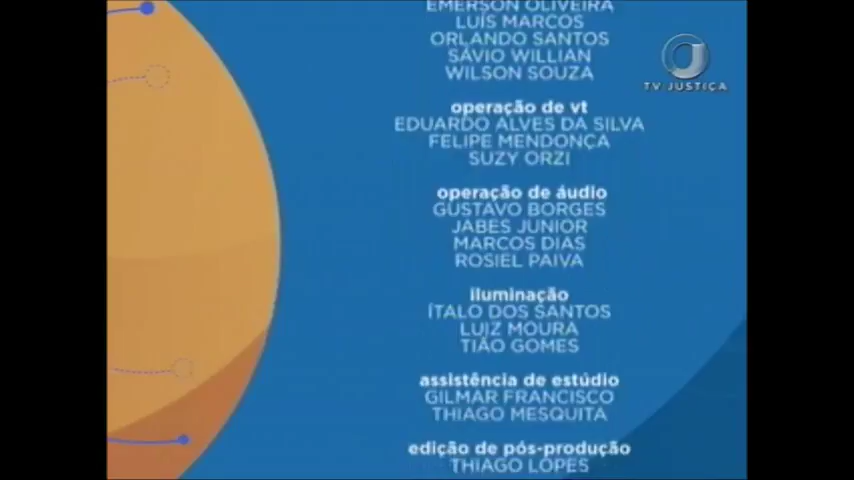 EMERSON OLIVEIRA
LUÍS MARCOS
ORLANDO SANTOS
SÁVIO WILLIAN
WILSON SOUZA
operação de vt
EDUARDO ALVES DA SILVA
FELIPE MENDONÇA
SUZY ORZI
operação de áudio
GUSTAVO BORGES
JABES JUNIOR
MARCOS DIAS
ROSIEL PAIVA
iluminação
ÍTALO DOS SANTOS
LUIZ MOURA
TIÃO GOMES
assistência de estúdio
GILMAR FRANCISCO
THIAGO MESQUITA
edição de pós-produção
THIAGO LOPES
TV JUSTIÇA